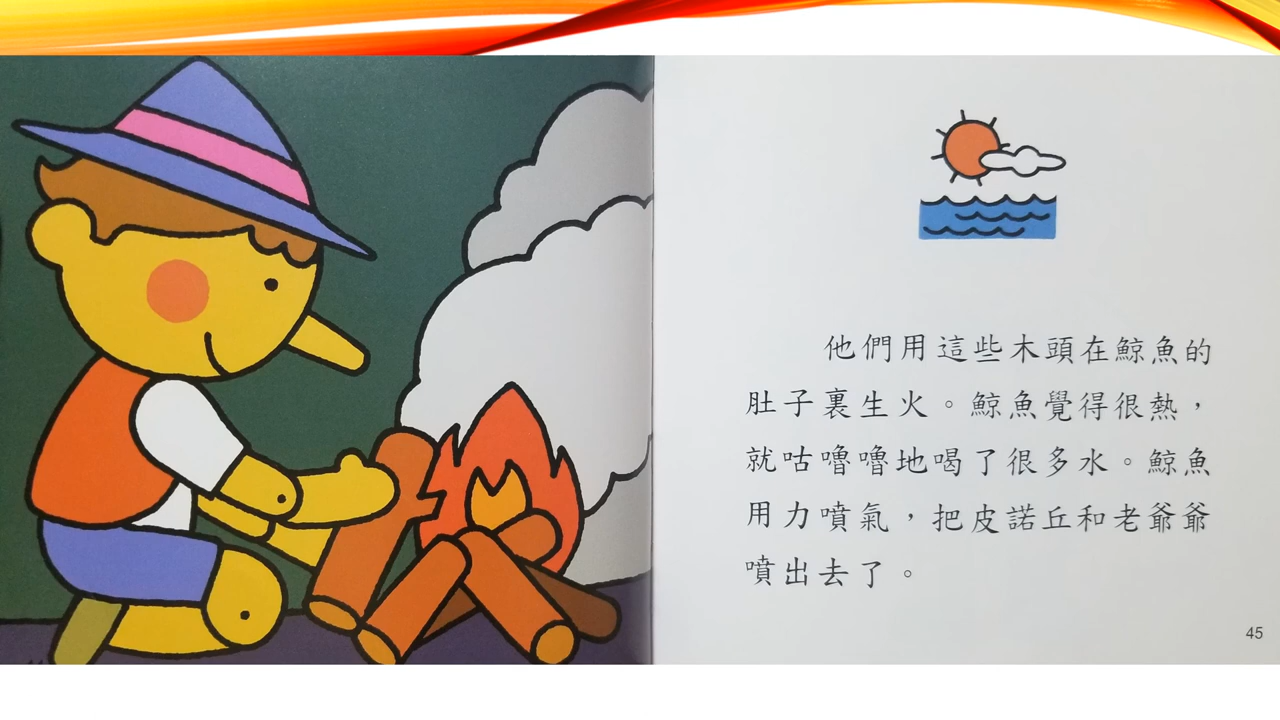 他們用這些木頭在鯨魚的
肚子裏生火。鯨魚覺得很熱，
就咕嚕嚕地喝了很多水。鯨魚
用力噴氣，把皮諾丘和老爺爺
噴出去了。
45